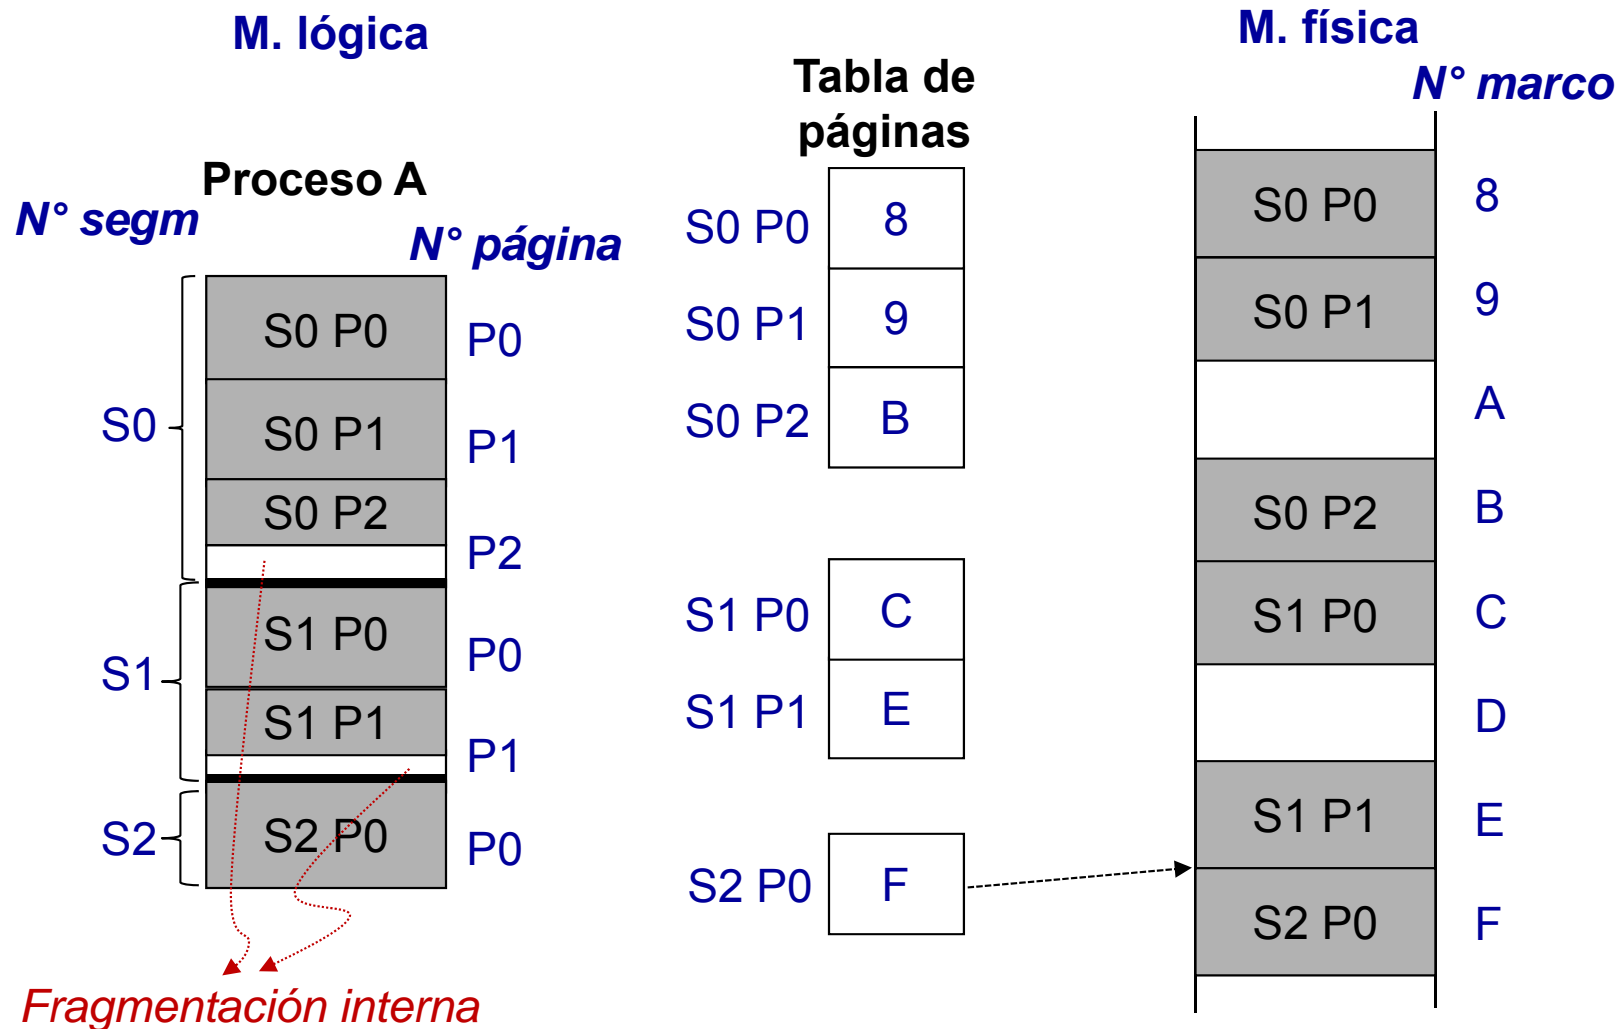 M. lógica
Proceso A
N° segm
N° página
S0
S0 P0
P0
S0 P1
P1
S0 P2
P2
S1
S1 P0
P0
S1 P1
P1
S2
S2 P0
P0
Fragmentación interna
Tabla de
páginas
S0 P0 8
S0 P1 9
S0 P2 B
S1 P0 C
S1 P1 E
S2 P0 F
M. física
N° marco
S0 P0 8
S0 P1 9
A
S0 P2 B
S1 P0 C
D
S1 P1 E
S2 P0 F